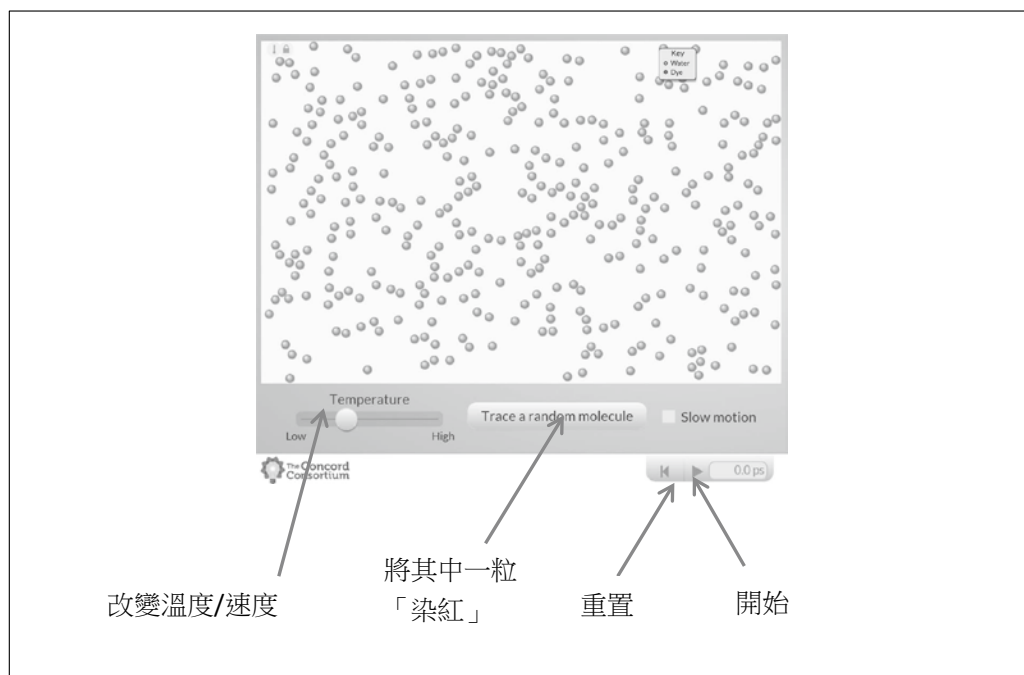 Key
Water
Dye
Temperature
Low
High
Trace a random molecule
Slow motion
The Concord
Consortium
0.0 ps
改變溫度/速度
將其中一粒
「染紅」
重置
開始